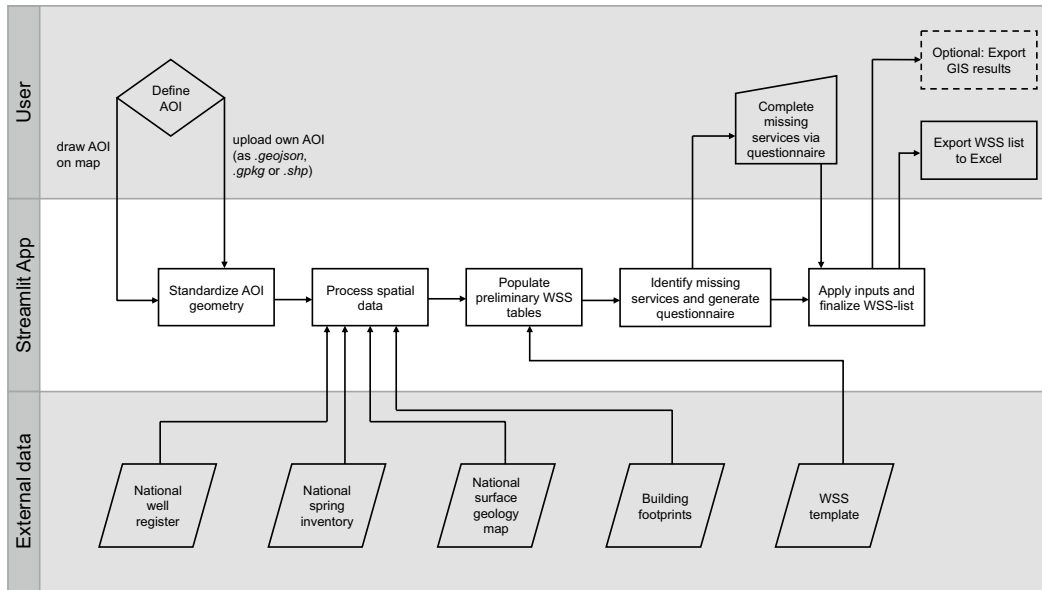 User
Define
AOI
draw AOI
on map
upload own AOI
(as .geojson,
.gpkg or .shp)
Complete
missing
services via
questionnaire
Optional: Export
GIS results
Export WSS list
to Excel
Streamlit App
Standardize AOI
geometry
Process spatial
data
Populate
preliminary WSS
tables
Identify missing
services and generate
questionnaire
Apply inputs and
finalize WSS-list
External data
National
well
register
National
spring
inventory
National
surface
geology
map
Building
footprints
WSS
template